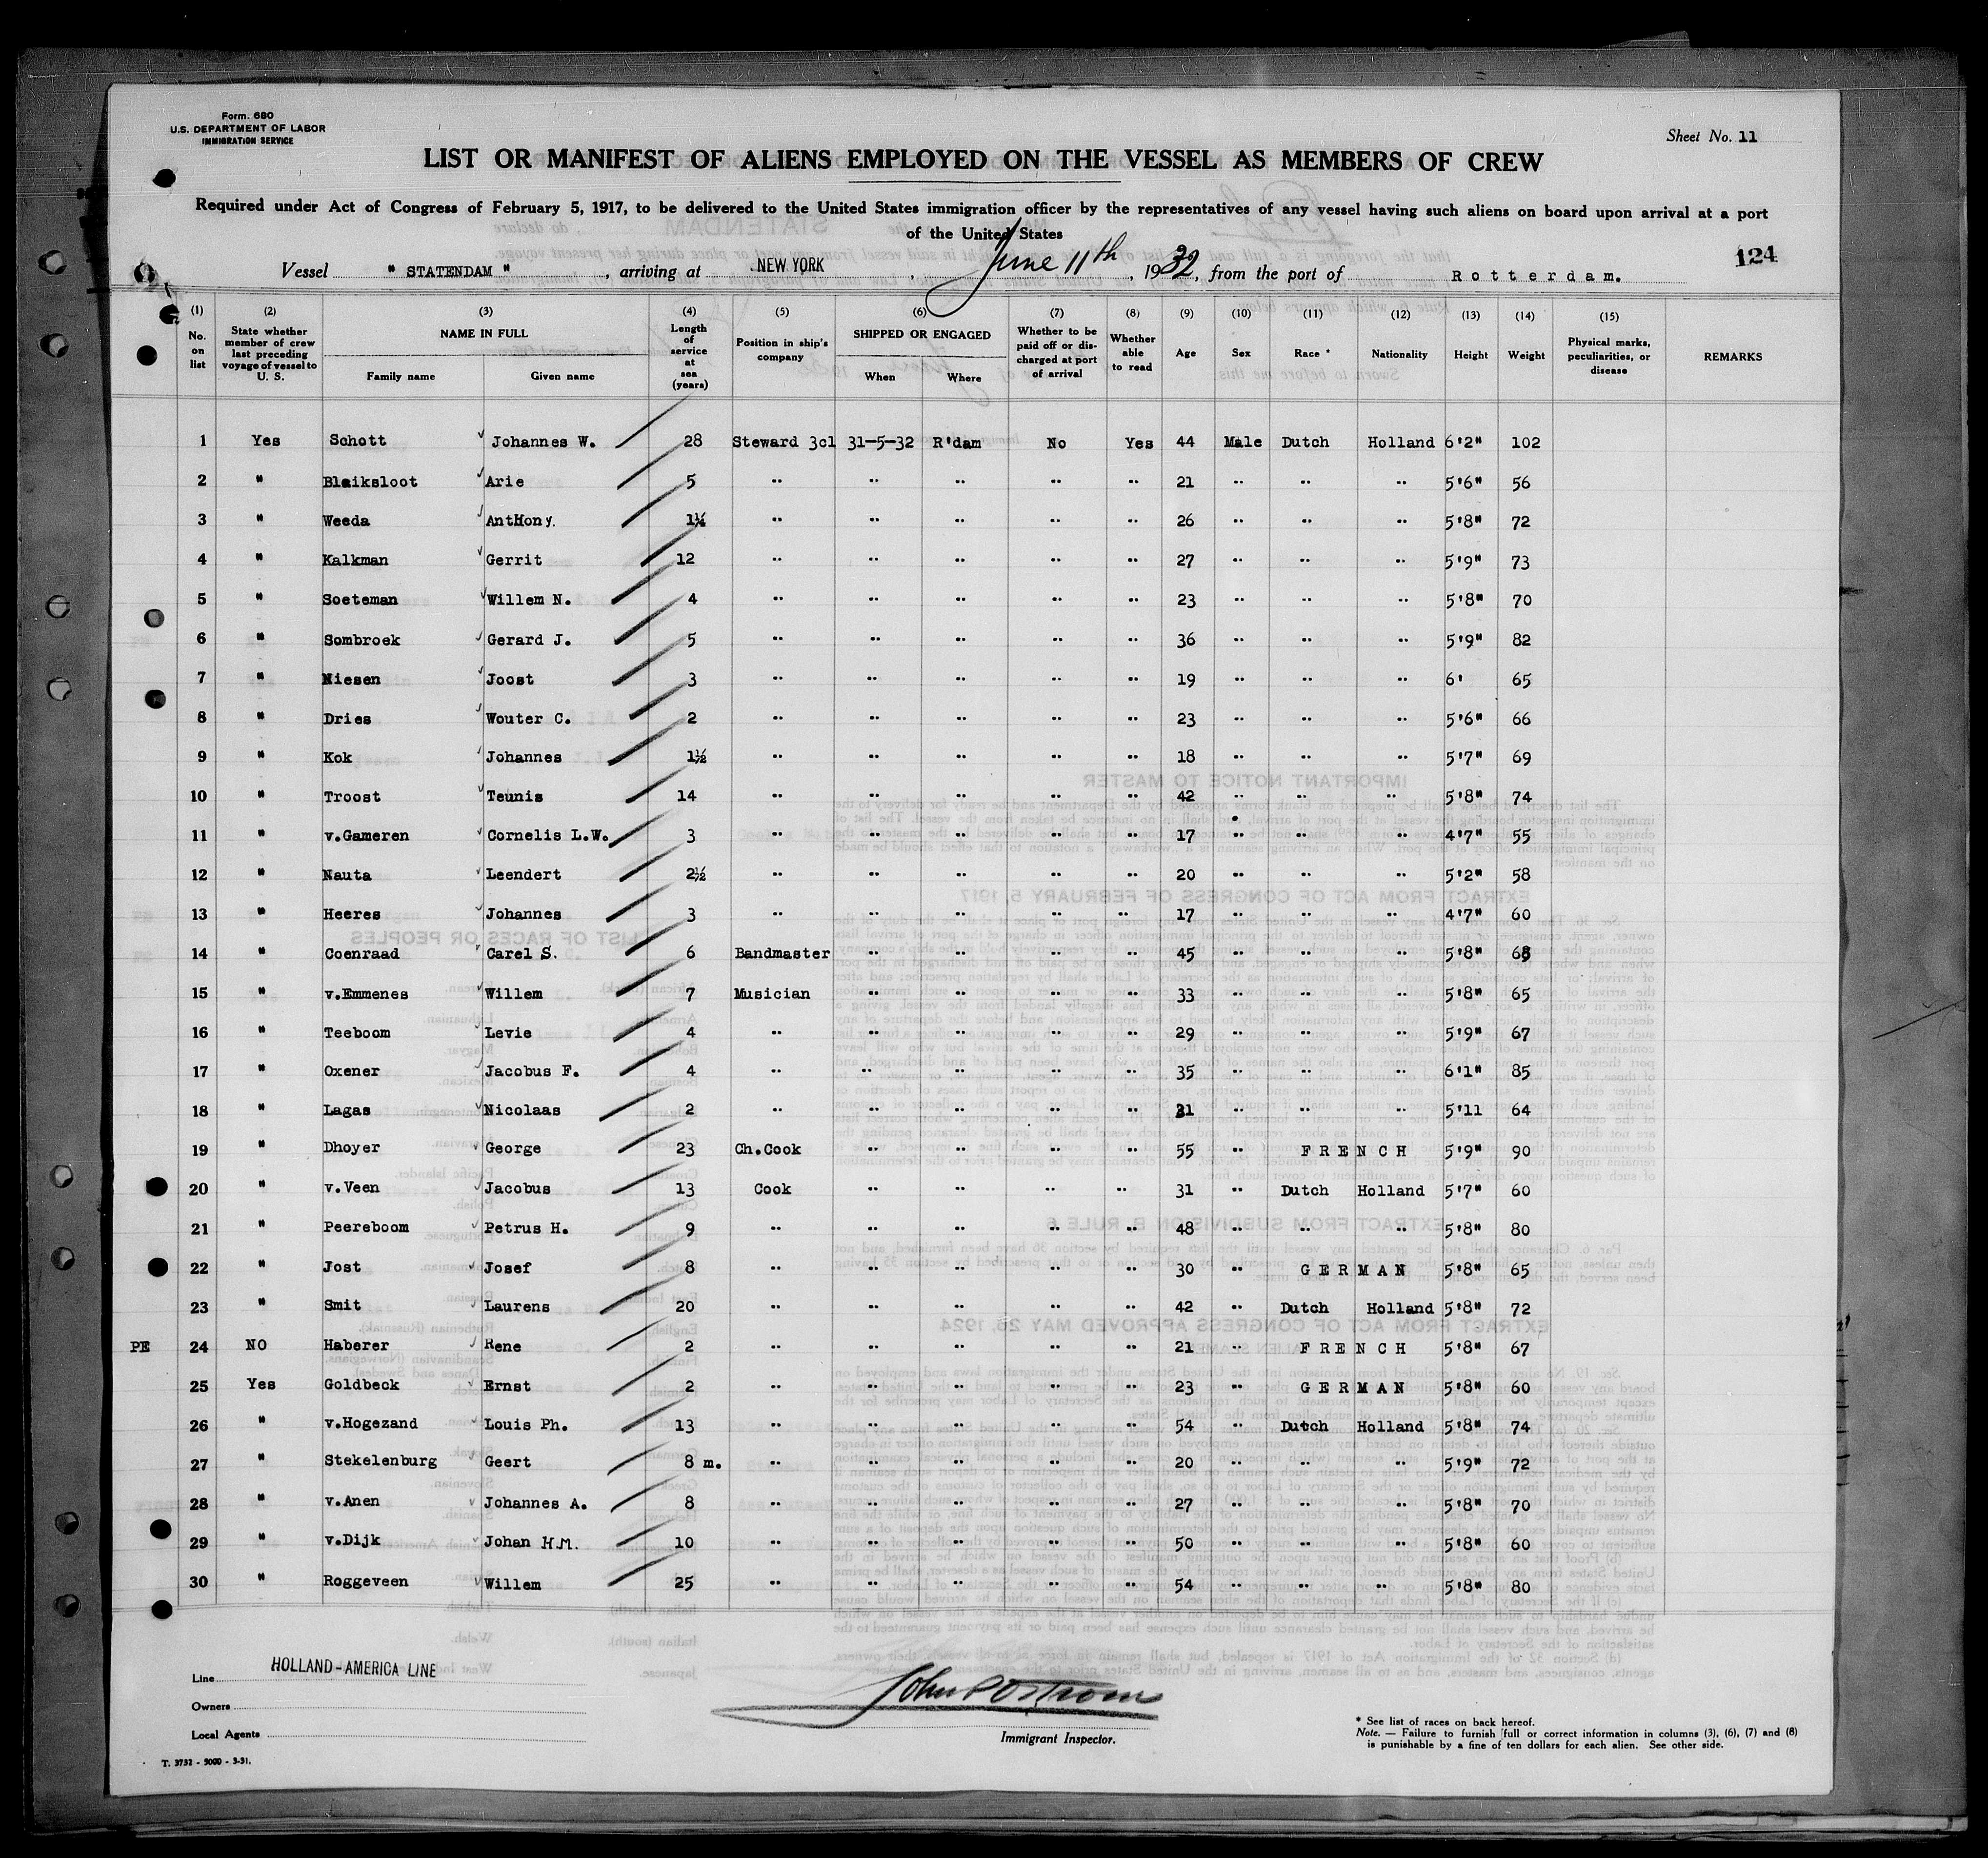 Form. 680
U.S. DEPARTMENT OF LABOR
IMMIGRATION SERVICE
Sheet No. 11
LIST OR MANIFEST OF ALIENS EMPLOYED ON THE VESSEL AS MEMBERS OF CREW
Required under Act of Congress of February 5, 1917, to be delivered to the United States immigration officer by the representatives of any vessel having such aliens on board upon arrival at a port
of the United States
124
Vessel " STATENDAM " , arriving at NEW YORK , June 11th , 1932, from the port of Rotterdam.
(1) No. on list (2) State whether member of crew last preceding voyage of vessel to U. S. (3) NAME IN FULL Family name Given name (4) Length of service at sea (years) (5) Position in ship's company (6) SHIPPED OR ENGAGED When Where (7) Whether to be paid off or discharged at port of arrival (8) Whether able to read (9) Age (10) Sex (11) Race * (12) Nationality (13) Height (14) Weight (15) Physical marks, peculiarities, or disease REMARKS
1 Yes Schott Johannes W. 28 Steward 3cl 31-5-32 R'dam No Yes 44 Male Dutch Holland 6'2" 102
2 " Blaiksloot Arie 5 " " " " " 21 " " " 5'6" 56
3 " Weeda AntHony. 1¼ " " " " " 26 " " " 5'8" 72
4 " Kalkman Gerrit 12 " " " " " 27 " " " 5'9" 73
5 " Soeteman Willem N. 4 " " " " " 23 " " " 5'8" 70
6 " Sombroek Gerard J. 5 " " " " " 36 " " " 5'9" 82
7 " Niesen Joost 3 " " " " " 19 " " " 6' 65
8 " Dries Wouter C. 2 " " " " " 23 " " " 5'6" 66
9 " Kok Johannes 1½ " " " " " 18 " " " 5'7" 69
10 " Troost Teunis 14 " " " " " 42 " " " 5'8" 74
11 " v.Gameren Cornelis L.W. 3 " " " " " 17 " " " 4'7" 55
12 " Nauta Leendert 2½ " " " " " 20 " " " 5'2" 58
13 " Heeres Johannes 3 " " " " " 17 " " " 4'7" 60
14 " Coenraad Carel S. 6 Bandmaster " " " " 45 " " " 5'8" 68
15 " v.Emmenes Willem 7 Musician " " " " 33 " " " 5'8" 65
16 " Teeboom Levie 4 " " " " " 29 " " " 5'9" 67
17 " Oxener Jacobus F. 4 " " " " " 35 " " " 6'1" 85
18 " Lagas Nicolaas 2 " " " " " " " " 5'11 64
19 " Dhoyer George 23 Ch.Cook " " " " 55 " FRENCH 5'9" 90
20 " v.Veen Jacobus 13 Cook " " " " 31 " Dutch Holland 5'7" 60
21 " Peereboom Petrus H. 9 " " " " " 48 " " " 5'8" 80
22 " Jost Josef 8 " " " " " 30 " GERMAN 5'8" 65
23 " Smit Laurens 20 " " " " " 42 " Dutch Holland 5'8" 72
PE 24 NO Haberer Rene 2 " " " " " 21 " FRENCH 5'8" 67
25 Yes Goldbeck Ernst 2 " " " " " 23 " GERMAN 5'8" 60
26 " v.Hogezand Louis Ph. 13 " " " " " 54 " Dutch Holland 5'8" 74
27 " Stekelenburg Geert 8 m. " " " " " 20 " " " 5'9" 72
28 " v.Anen Johannes A. 8 " " " " " 27 " " " 5'8" 70
29 " v.Dijk Johan H.M. 10 " " " " " 50 " " " 5'8" 60
30 " Roggeveen Willem 25 " " " " " 54 " " " 5'8" 80
Line HOLLAND-AMERICA LINE
Owners
Local Agents
T. 3732 - 5000 - 3-31.
Immigrant Inspector.
* See list of races on back hereof.
Note. — Failure to furnish full or correct information in columns (3), (6), (7) and (8)
is punishable by a fine of ten dollars for each alien. See other side.